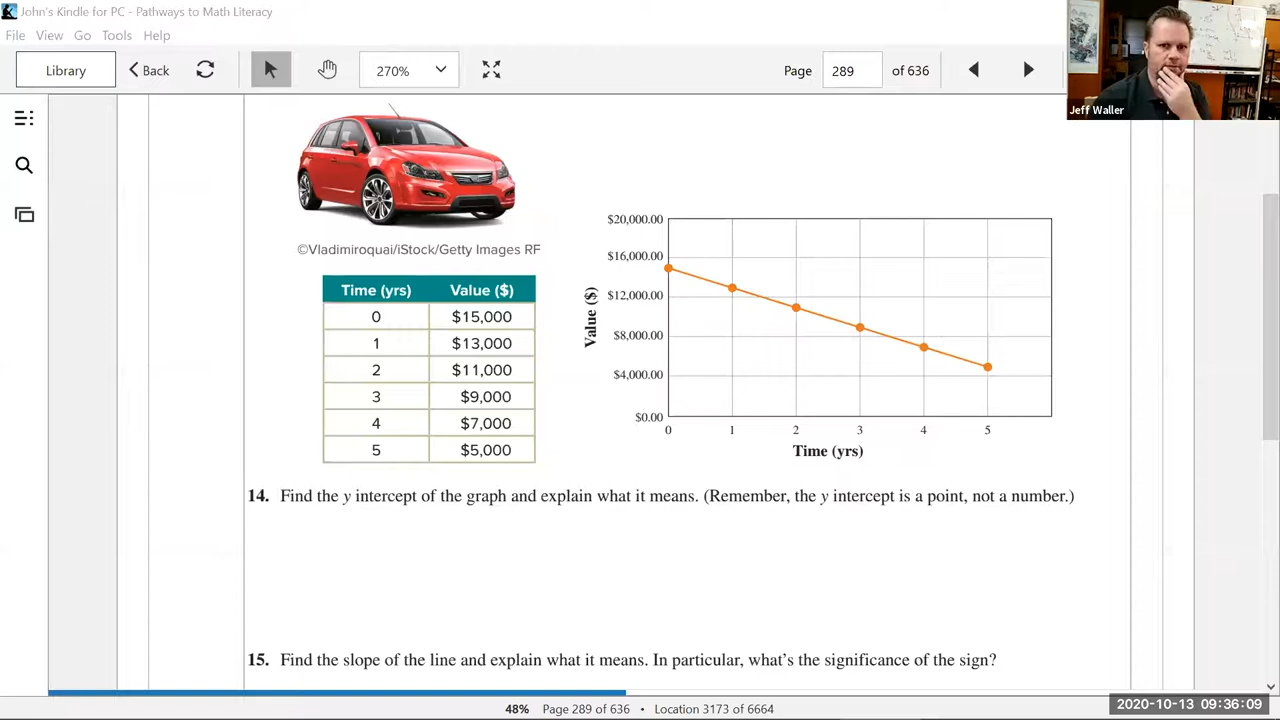 John's Kindle for PC - Pathways to Math Literacy
File View Go Tools Help
Library Back 270% Page 289 of 636
Jeff Waller
©Vladimiroquai/iStock/Getty Images RF
Time (yrs) Value ($)
0 $15,000
1 $13,000
2 $11,000
3 $9,000
4 $7,000
5 $5,000
$20,000.00
$16,000.00
$12,000.00
$8,000.00
$4,000.00
$0.00
Value ($)
0 1 2 3 4 5
Time (yrs)
14. Find the y intercept of the graph and explain what it means. (Remember, the y intercept is a point, not a number.)
15. Find the slope of the line and explain what it means. In particular, what's the significance of the sign?
48% Page 289 of 636 • Location 3173 of 6664
2020-10-13 09:36:09